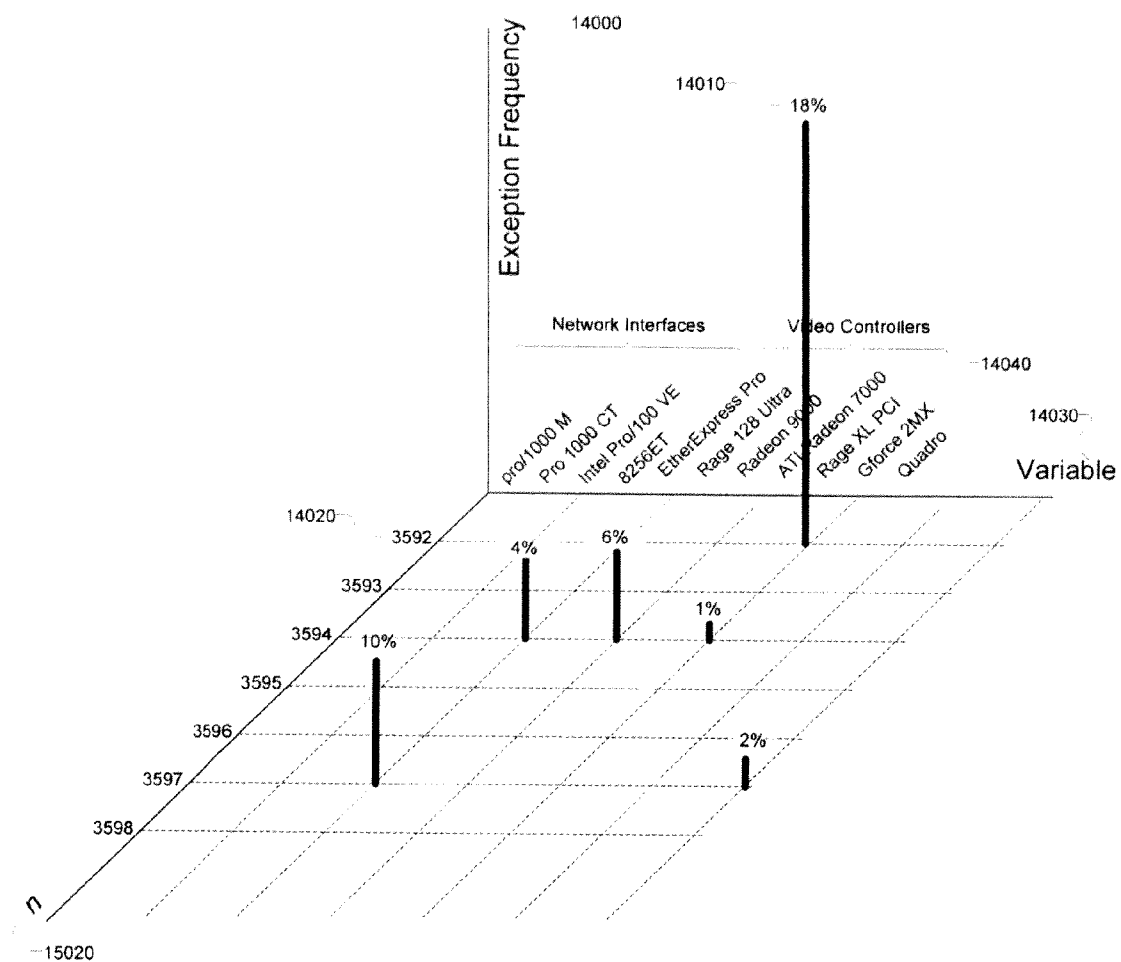 14000
Exception Frequency
14010
18%
Network Interfaces
Video Controllers
14040
14030
pro/1000 M
Pro 1000 CT
Intel Pro/100 VE
8256ET
EtherExpress Pro
Rage 128 Ultra
Radeon 9000
ATI Radeon 7000
Rage XL PCI
Gforce 2MX
Quadro
Variable
14020
3592
4%
6%
3593
1%
3594
10%
3595
3596
2%
3597
3598
n
15020